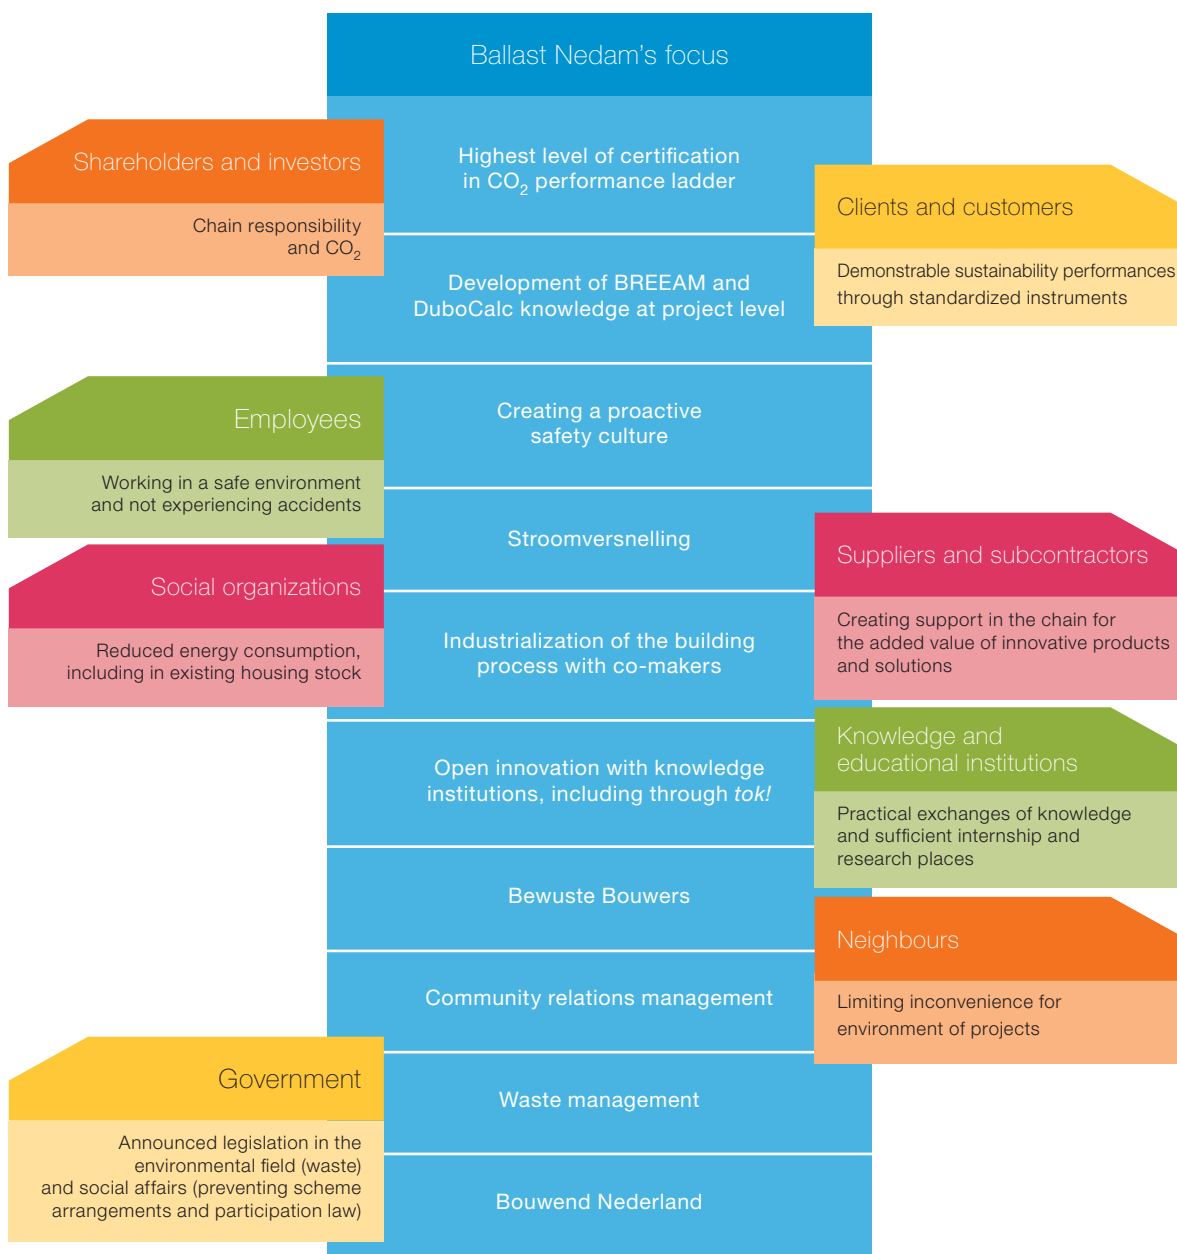 Ballast Nedam's focus
Shareholders and investors
Chain responsibility
and CO₂
Highest level of certification
in CO₂ performance ladder
Clients and customers
Demonstrable sustainability performances
through standardized instruments
Development of BREEAM and
DuboCalc knowledge at project level
Employees
Working in a safe environment
and not experiencing accidents
Creating a proactive
safety culture
Stroomversnelling
Social organizations
Reduced energy consumption,
including in existing housing stock
Suppliers and subcontractors
Creating support in the chain for
the added value of innovative products
and solutions
Industrialization of the building
process with co-makers
Knowledge and
educational institutions
Practical exchanges of knowledge
and sufficient internship and
research places
Open innovation with knowledge
institutions, including through tok!
Bewuste Bouwers
Neighbours
Limiting inconvenience for
environment of projects
Community relations management
Government
Announced legislation in the
environmental field (waste)
and social affairs (preventing scheme
arrangements and participation law)
Waste management
Bouwend Nederland